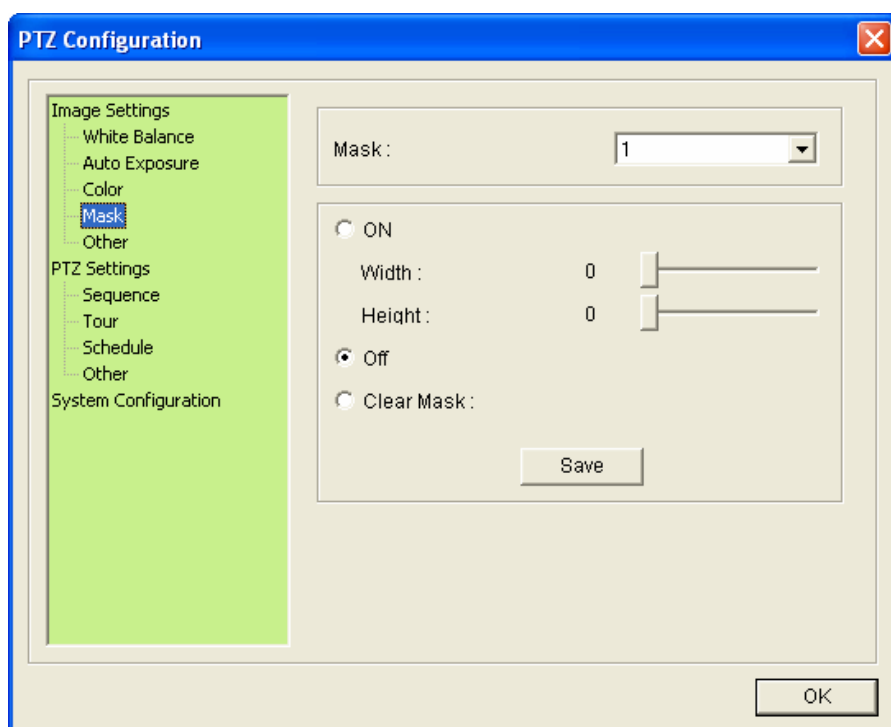 PTZ Configuration
Image Settings
White Balance
Auto Exposure
Color
Mask
Other
PTZ Settings
Sequence
Tour
Schedule
Other
System Configuration
Mask : 1
ON
Width : 0
Height : 0
Off
Clear Mask :
Save
OK